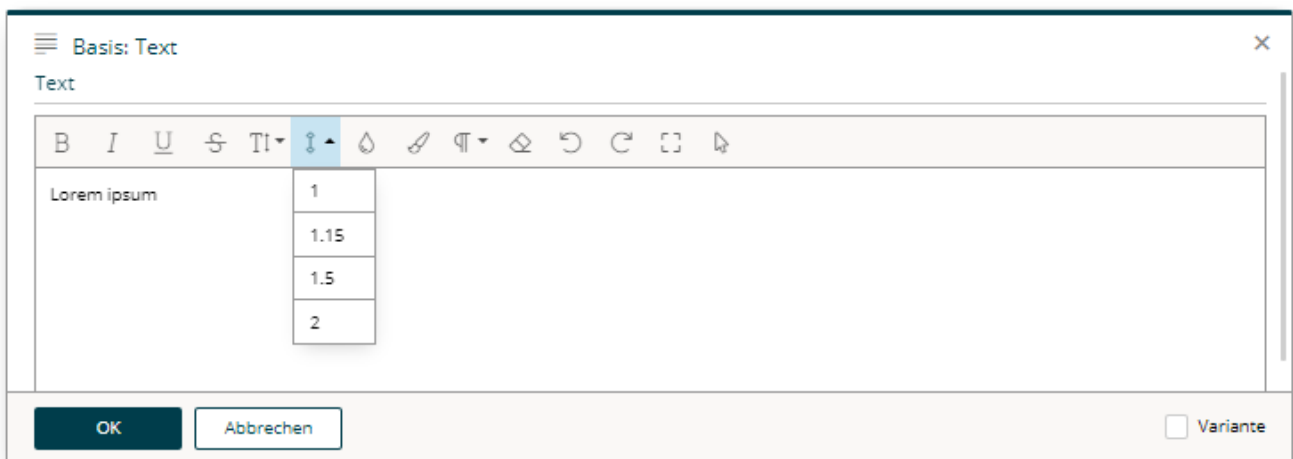 Basis: Text
Text
Lorem ipsum
1
1.15
1.5
2
OK Abbrechen Variante